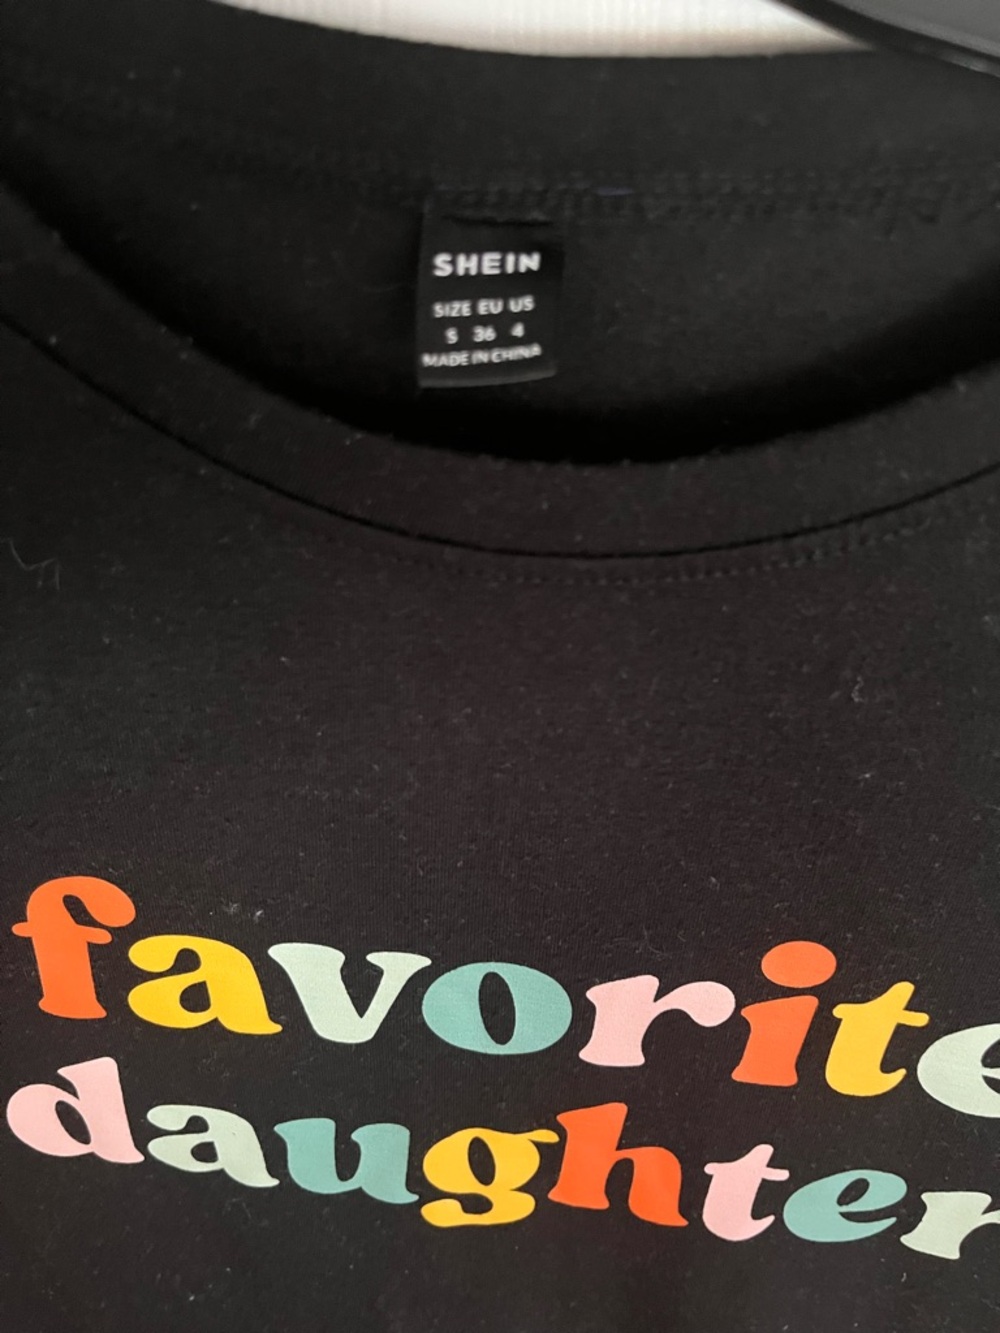 SHEIN
SIZE EU US
S 36 4
MADE IN CHINA
favorite
daughter